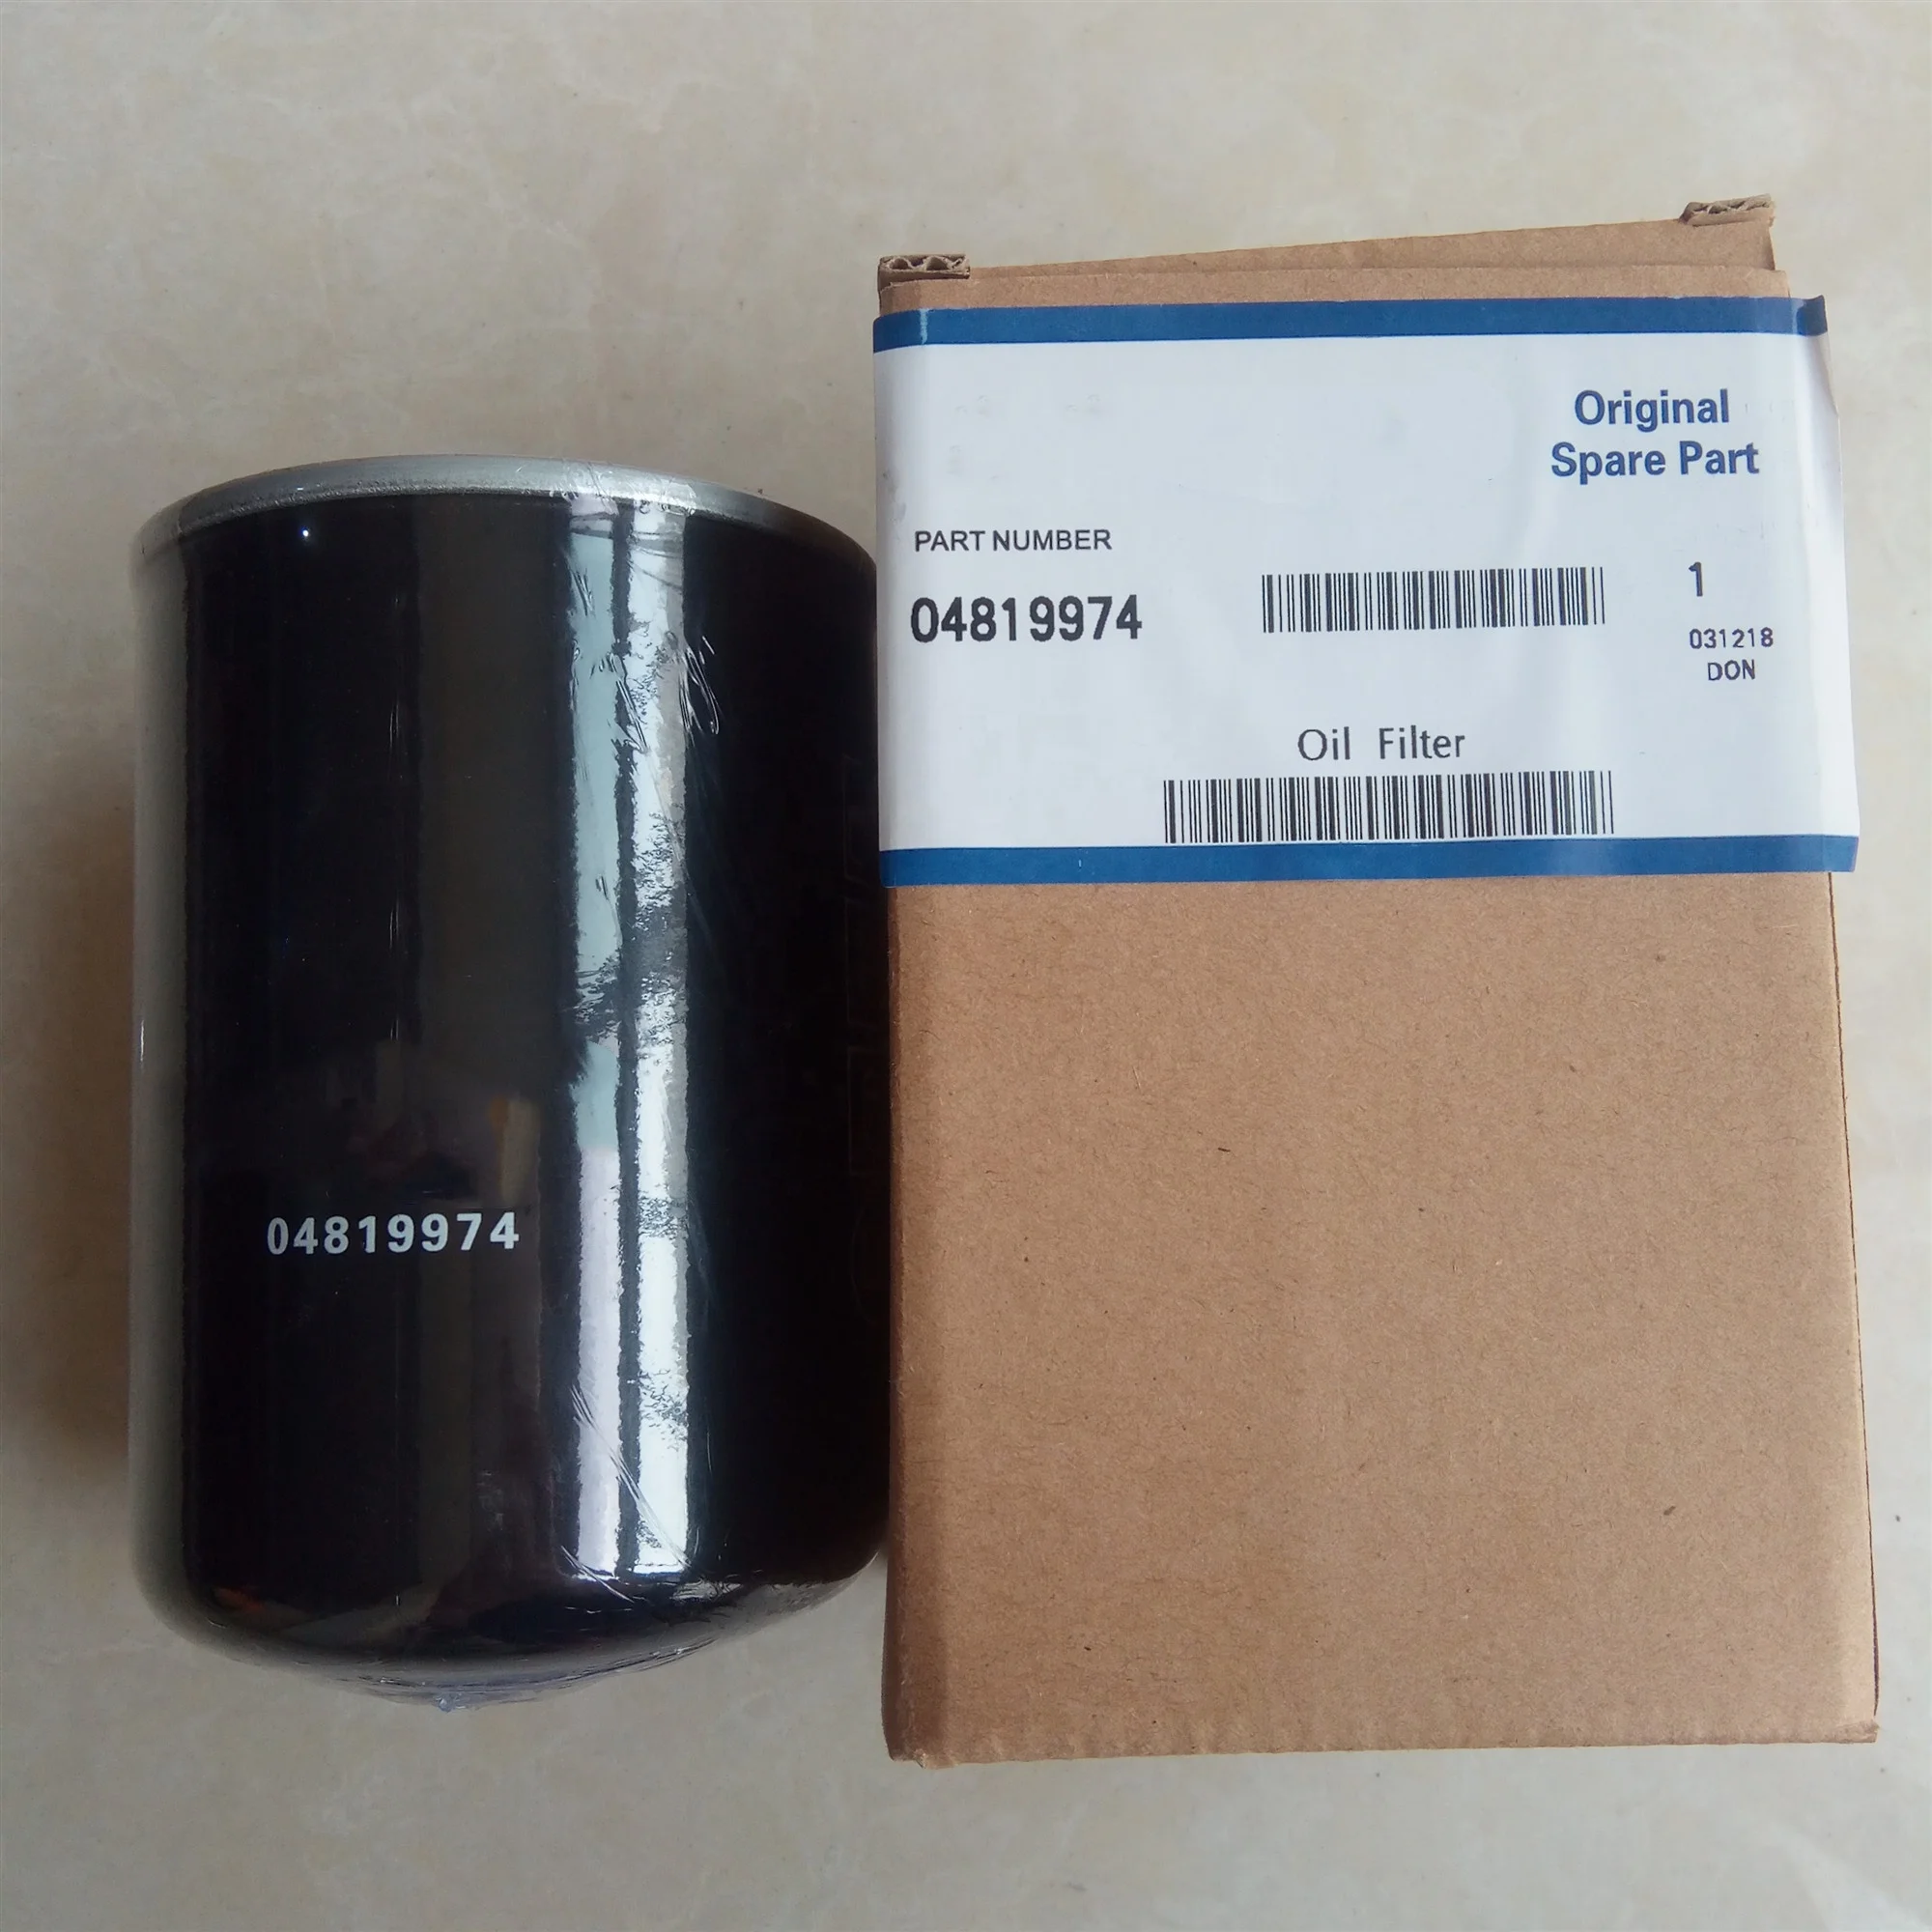 Original
Spare Part
PART NUMBER
04819974
1
031218
DON
Oil Filter
04819974